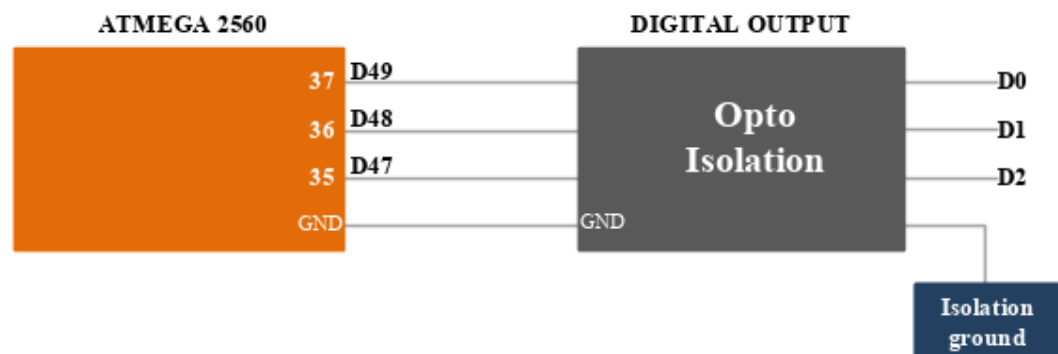 ATMEGA 2560
DIGITAL OUTPUT
37 D49
D0
36 D48
Opto
Isolation
D1
35 D47
D2
GND
GND
Isolation
ground